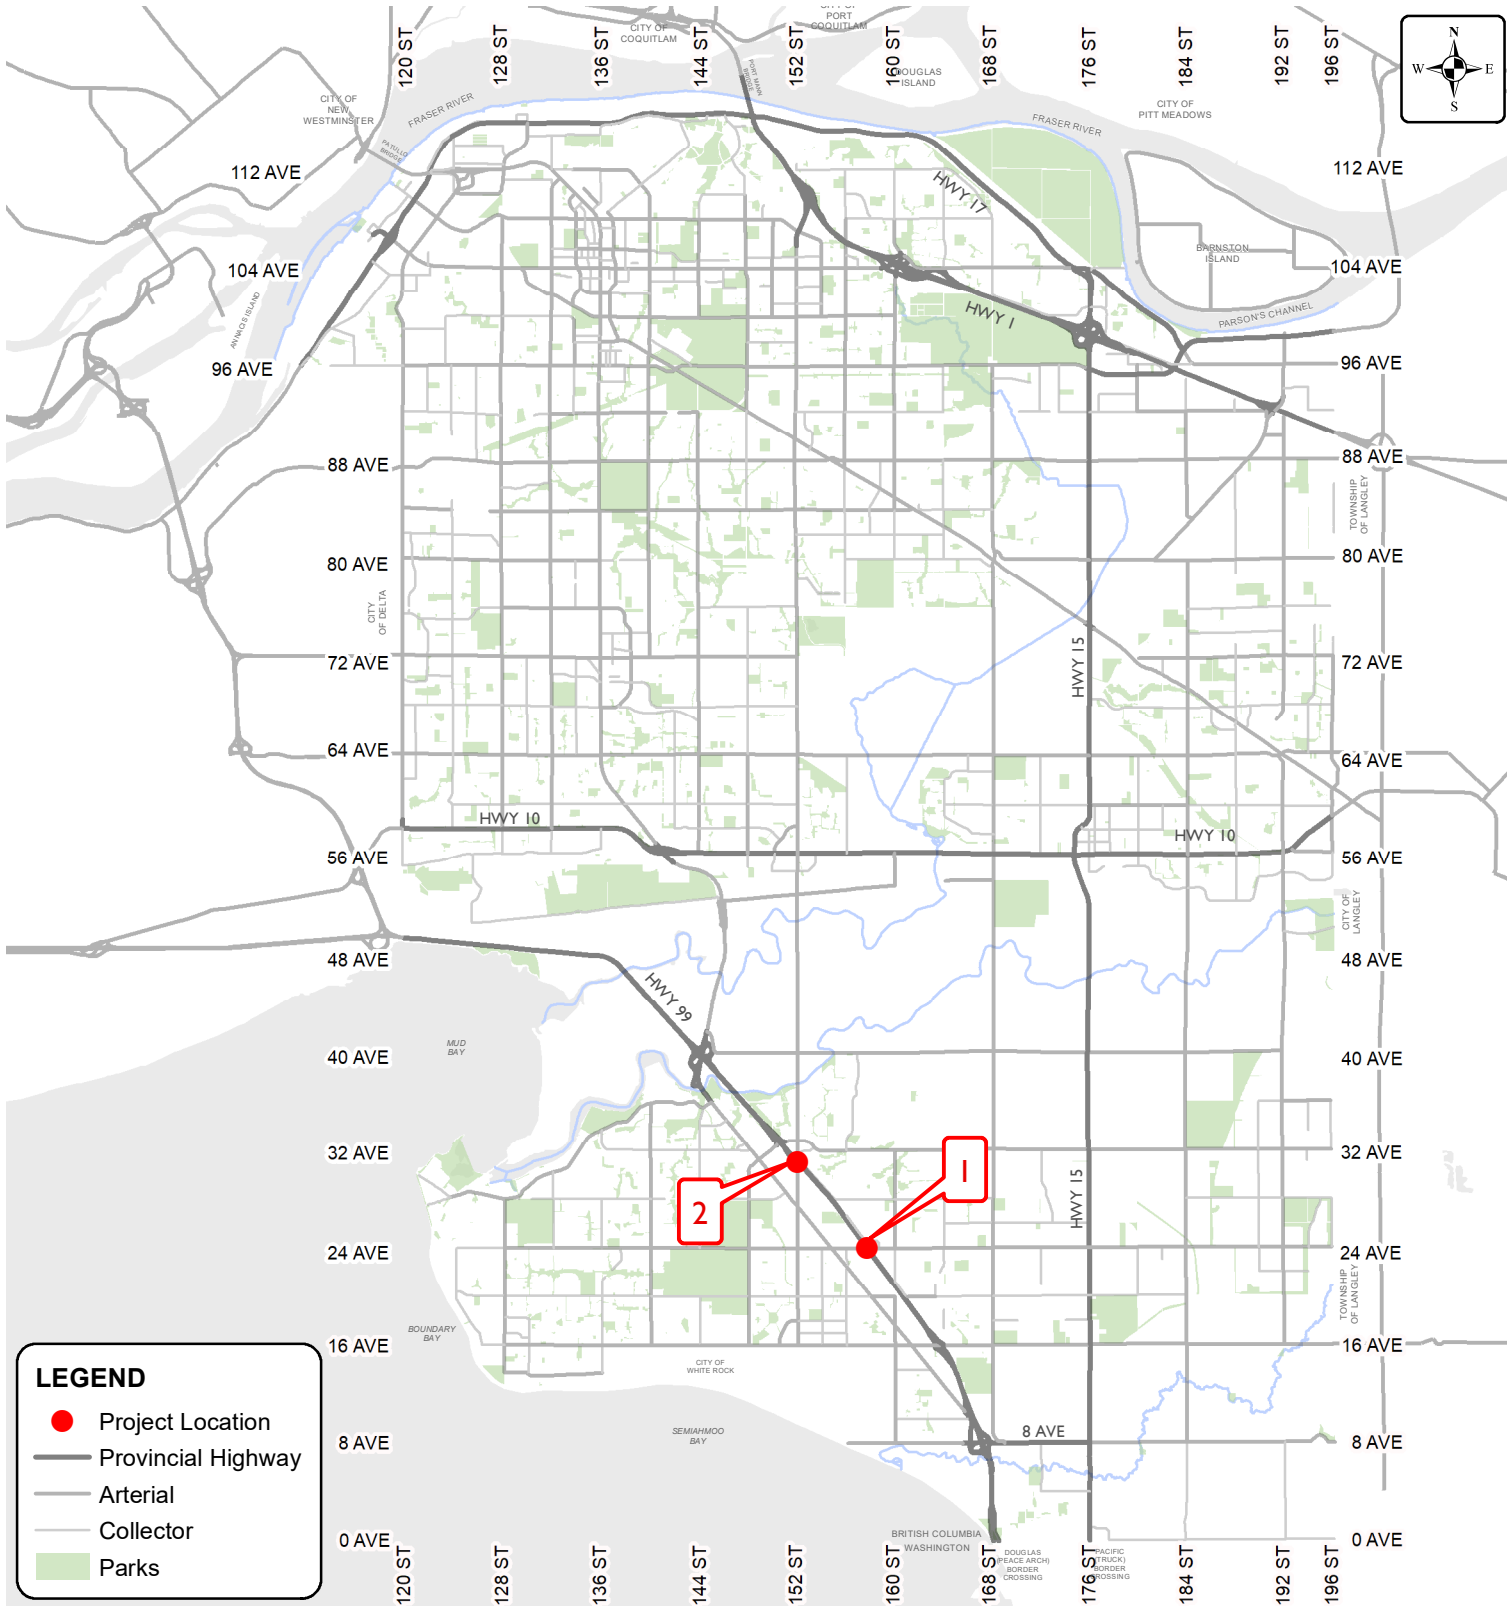 CITY OF
PORT
COQUITLAM
CITY OF
COQUITLAM
120 ST
128 ST
136 ST
144 ST
152 ST
160 ST
168 ST
176 ST
184 ST
192 ST
196 ST
N
W
E
S
PORT MANN
BRIDGE
DOUGLAS
ISLAND
CITY OF
NEW
WESTMINSTER
FRASER RIVER
FRASER RIVER
CITY OF
PITT MEADOWS
PATULLO
BRIDGE
112 AVE
112 AVE
HWY 17
BARNSTON
ISLAND
104 AVE
104 AVE
ANNACIS ISLAND
HWY 1
PARSON'S CHANNEL
96 AVE
96 AVE
88 AVE
88 AVE
TOWNSHIP
OF LANGLEY
80 AVE
80 AVE
CITY
OF DELTA
HWY 15
72 AVE
72 AVE
64 AVE
64 AVE
HWY 10
HWY 10
56 AVE
56 AVE
CITY OF
LANGLEY
48 AVE
48 AVE
HWY 99
MUD
BAY
40 AVE
40 AVE
32 AVE
32 AVE
1
2
HWY 15
24 AVE
24 AVE
TOWNSHIP
OF LANGLEY
BOUNDARY
BAY
16 AVE
16 AVE
CITY OF
WHITE ROCK
SEMIAHMOO
BAY
8 AVE
8 AVE
8 AVE
LEGEND
Project Location
Provincial Highway
Arterial
Collector
Parks
0 AVE
0 AVE
BRITISH COLUMBIA
WASHINGTON
DOUGLAS
(PEACE ARCH)
BORDER
CROSSING
PACIFIC
(TRUCK)
BORDER
CROSSING
120 ST
128 ST
136 ST
144 ST
152 ST
160 ST
168 ST
176 ST
184 ST
192 ST
196 ST